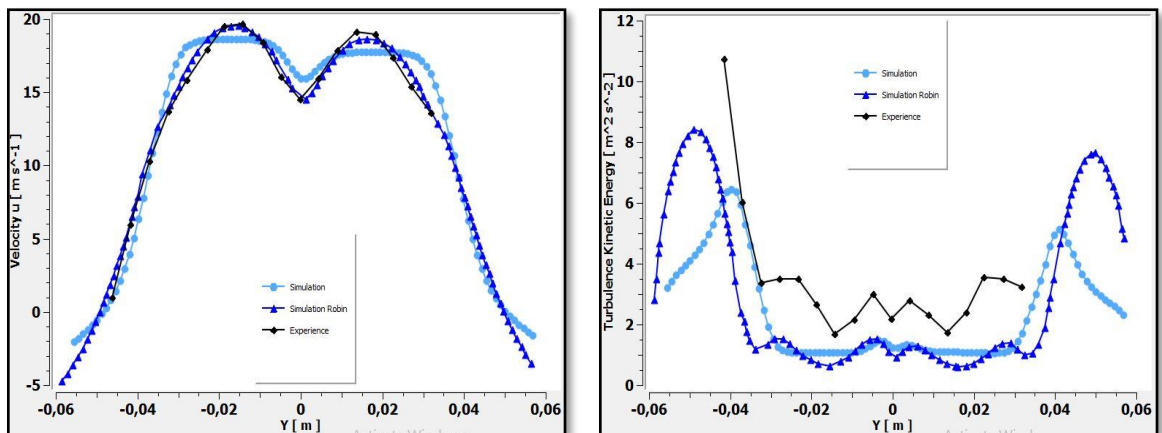 20
15
10
5
0
-5
Velocity u [ m s^-1 ]
Simulation
Simulation Robin
Experience
-0,06
-0,04
-0,02
0
0,02
0,04
0,06
Y [ m ]
12
10
8
6
4
2
0
Turbulence Kinetic Energy [ m^2 s^-2 ]
Simulation
Simulation Robin
Experience
-0,06
-0,04
-0,02
0
0,02
0,04
0,06
Y [ m ]